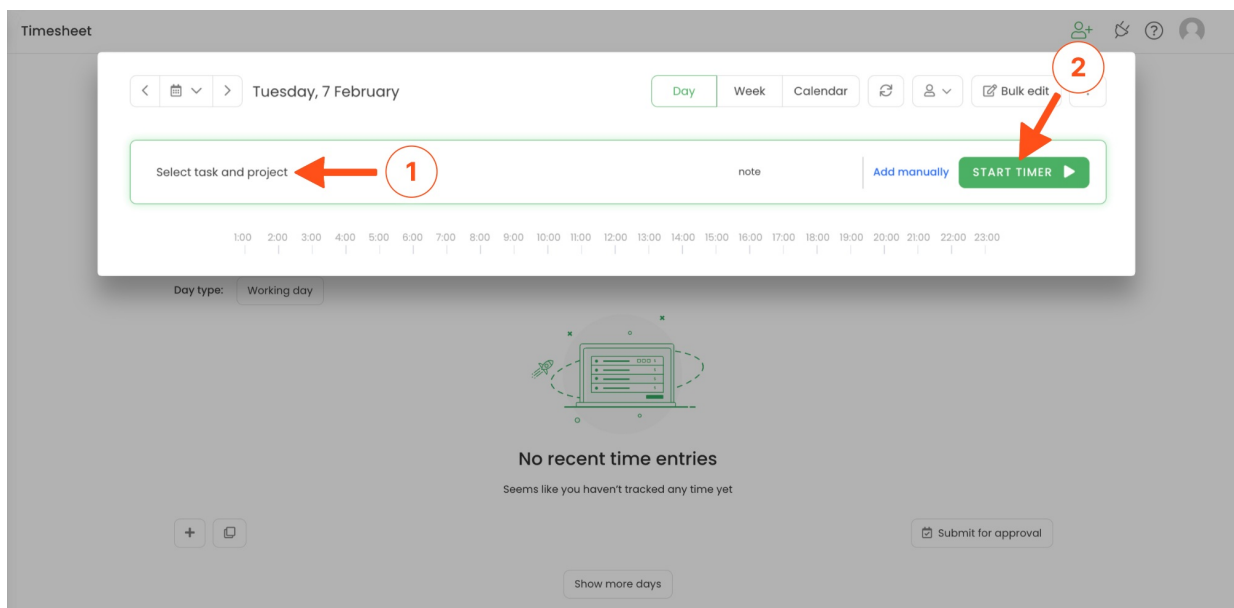 Timesheet
2
Tuesday, 7 February
Day Week Calendar
Bulk edit
Select task and project
1
note
Add manually
START TIMER
1:00 2:00 3:00 4:00 5:00 6:00 7:00 8:00 9:00 10:00 11:00 12:00 13:00 14:00 15:00 16:00 17:00 18:00 19:00 20:00 21:00 22:00 23:00
Day type: Working day
No recent time entries
Seems like you haven't tracked any time yet
Submit for approval
Show more days